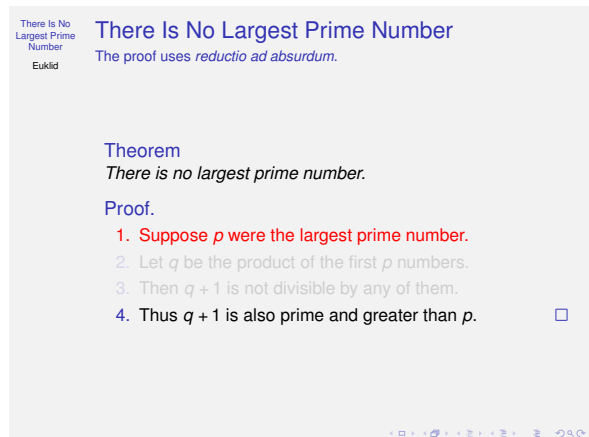 There Is No
Largest Prime
Number
Euklid
There Is No Largest Prime Number
The proof uses reductio ad absurdum.
Theorem
There is no largest prime number.
Proof.
1. Suppose p were the largest prime number.
2. Let q be the product of the first p numbers.
3. Then q + 1 is not divisible by any of them.
4. Thus q + 1 is also prime and greater than p.